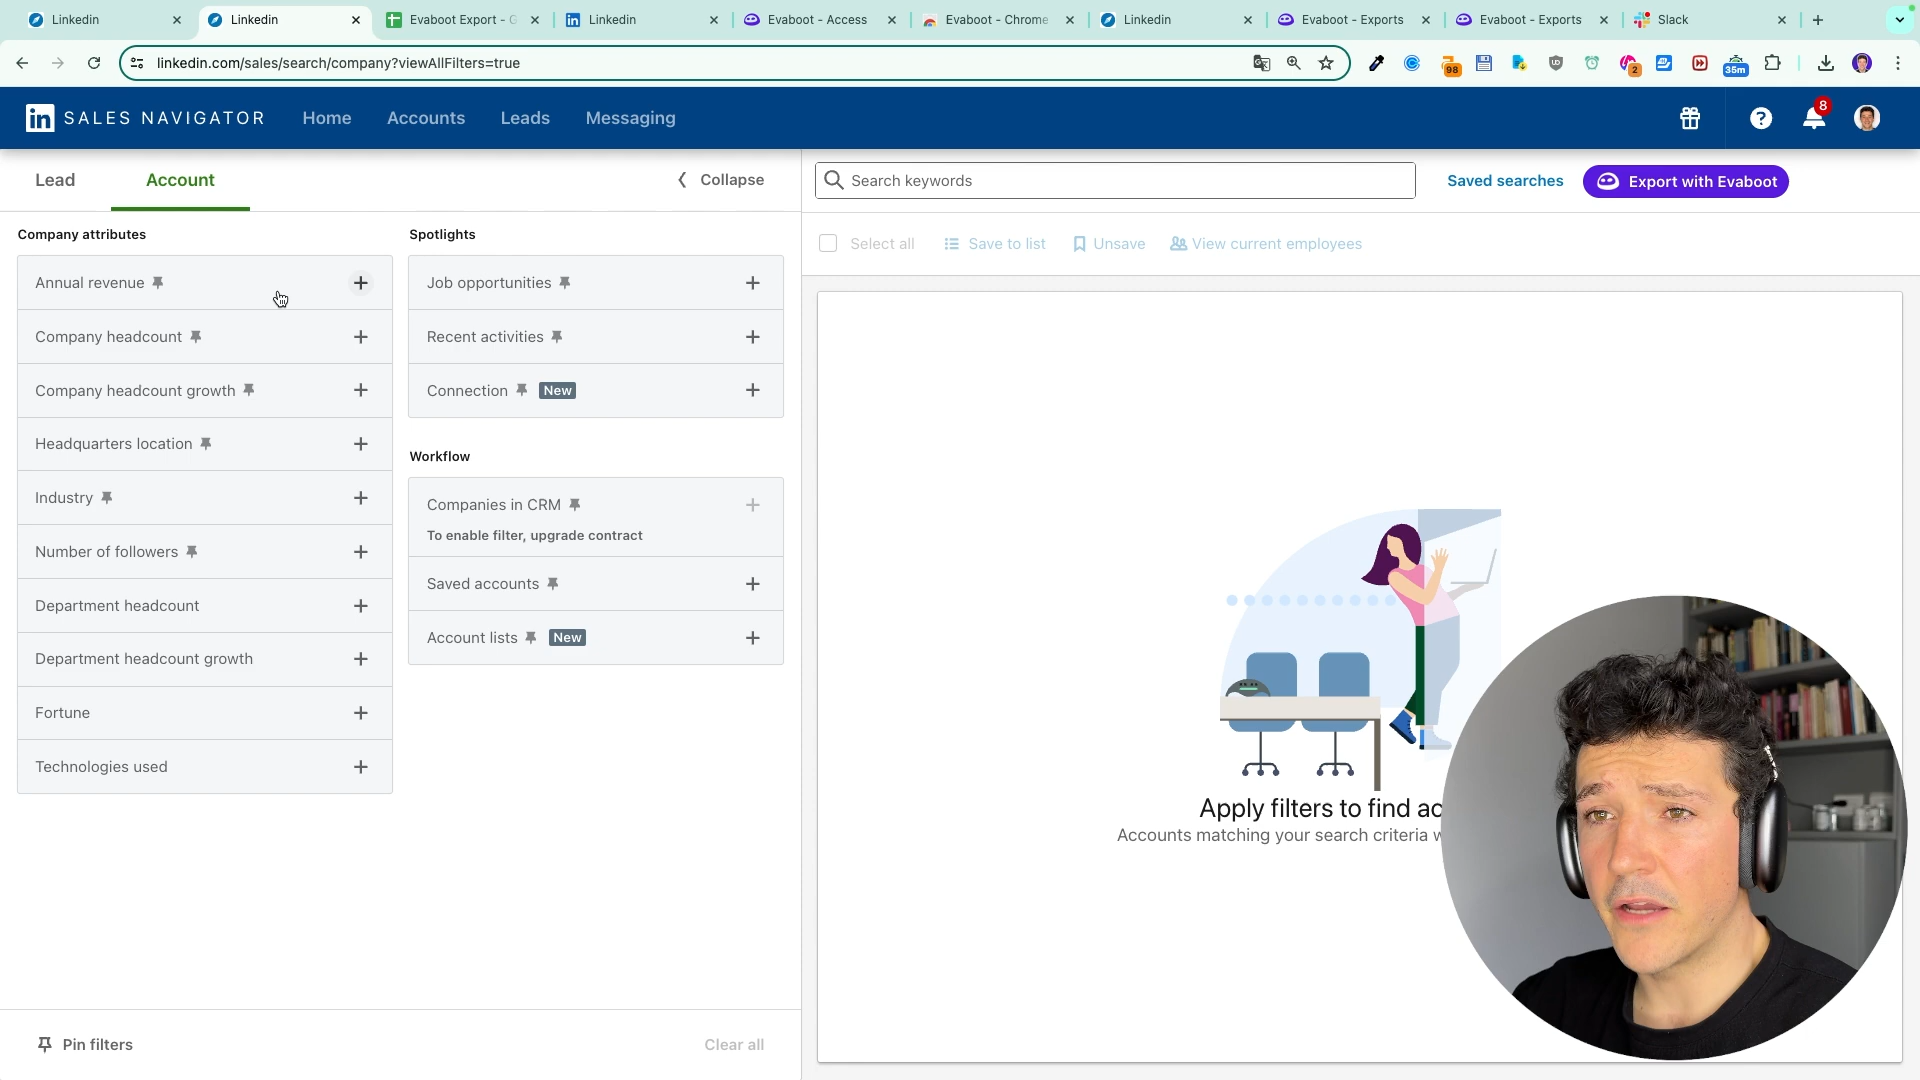 Linkedin
Linkedin
Evaboot Export - G
Linkedin
Evaboot - Access
Evaboot - Chrome
Linkedin
Evaboot - Exports
Evaboot - Exports
Slack
linkedin.com/sales/search/company?viewAllFilters=true
98
2
35m
in SALES NAVIGATOR
Home
Accounts
Leads
Messaging
8
Lead
Account
Collapse
Search keywords
Saved searches
Export with Evaboot
Company attributes
Annual revenue
Company headcount
Company headcount growth
Headquarters location
Industry
Number of followers
Department headcount
Department headcount growth
Fortune
Technologies used
Spotlights
Job opportunities
Recent activities
Connection New
Workflow
Companies in CRM
To enable filter, upgrade contract
Saved accounts
Account lists New
Select all
Save to list
Unsave
View current employees
Apply filters to find ac
Accounts matching your search criteria w
Pin filters
Clear all